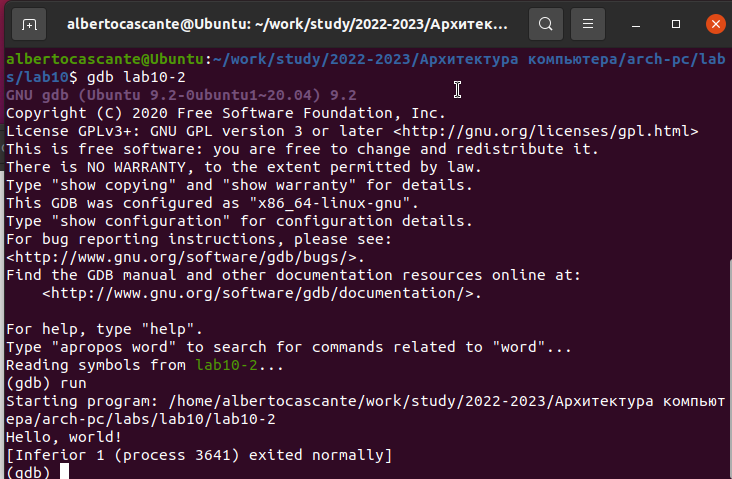 albertocascante@Ubuntu: ~/work/study/2022-2023/Архитек...
albertocascante@Ubuntu:~/work/study/2022-2023/Архитектура компьютера/arch-pc/lab
s/lab10$ gdb lab10-2
GNU gdb (Ubuntu 9.2-0ubuntu1~20.04) 9.2
Copyright (C) 2020 Free Software Foundation, Inc.
License GPLv3+: GNU GPL version 3 or later <http://gnu.org/licenses/gpl.html>
This is free software: you are free to change and redistribute it.
There is NO WARRANTY, to the extent permitted by law.
Type "show copying" and "show warranty" for details.
This GDB was configured as "x86_64-linux-gnu".
Type "show configuration" for configuration details.
For bug reporting instructions, please see:
<http://www.gnu.org/software/gdb/bugs/>.
Find the GDB manual and other documentation resources online at:
    <http://www.gnu.org/software/gdb/documentation/>.

For help, type "help".
Type "apropos word" to search for commands related to "word"...
Reading symbols from lab10-2...
(gdb) run
Starting program: /home/albertocascante/work/study/2022-2023/Архитектура компьют
ера/arch-pc/labs/lab10/lab10-2
Hello, world!
[Inferior 1 (process 3641) exited normally]
(gdb)